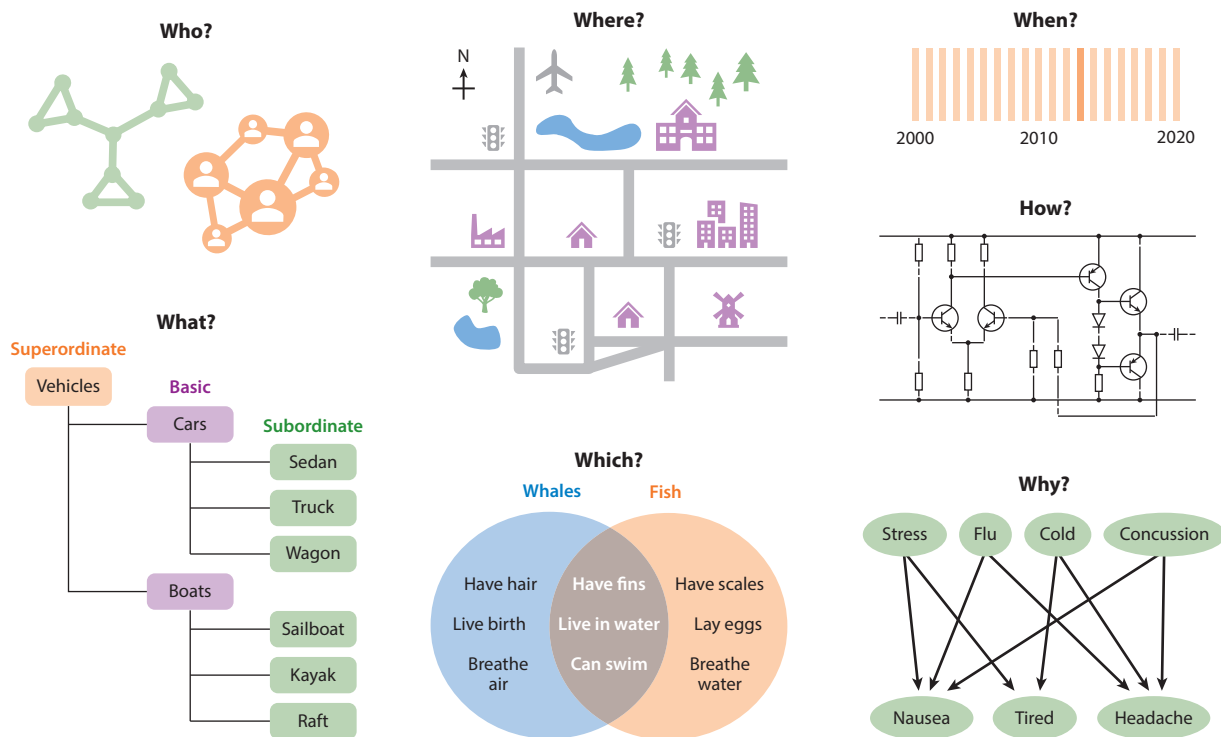 Who?
Where?
N
When?
2000
2010
2020
How?
What?
Superordinate
Vehicles
Basic
Cars
Subordinate
Sedan
Truck
Wagon
Boats
Sailboat
Kayak
Raft
Which?
Whales
Fish
Have hair
Have fins
Have scales
Live birth
Live in water
Lay eggs
Breathe
air
Can swim
Breathe
water
Why?
Stress
Flu
Cold
Concussion
Nausea
Tired
Headache